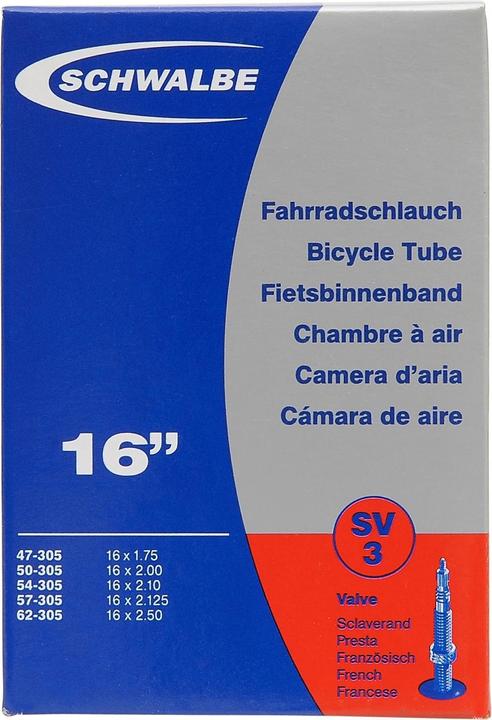 SCHWALBE
Fahrradschlauch
Bicycle Tube
Fietsbinnenband
Chambre à air
Camera d'aria
Cámara de aire
16”
47-305 16 x 1.75
50-305 16 x 2.00
54-305 16 x 2.10
57-305 16 x 2.125
62-305 16 x 2.50
SV
3
Valve
Sclaverand
Presta
Französisch
French
Francese